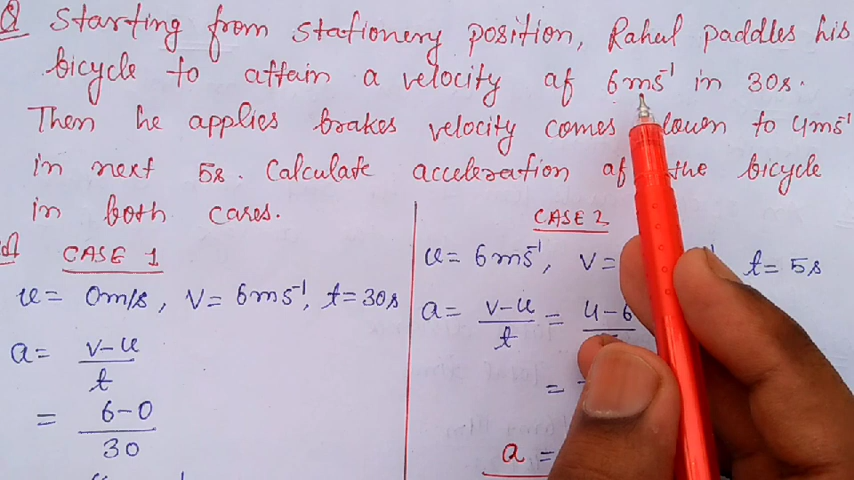 Q Starting from stationery position, Rahul paddles his
bicycle to attain a velocity of 6ms⁻¹ in 30s.
Then he applies brakes velocity comes down to 4ms⁻¹
in next 5s. Calculate acceleration of the bicycle
in both cases.
CASE 1
u = 0m/s, V = 6ms⁻¹, t = 30s
a = v-u/t
= 6-0/30
CASE 2
u = 6ms⁻¹, V = t = 5s
a = v-u/t = 4-6
=
a =